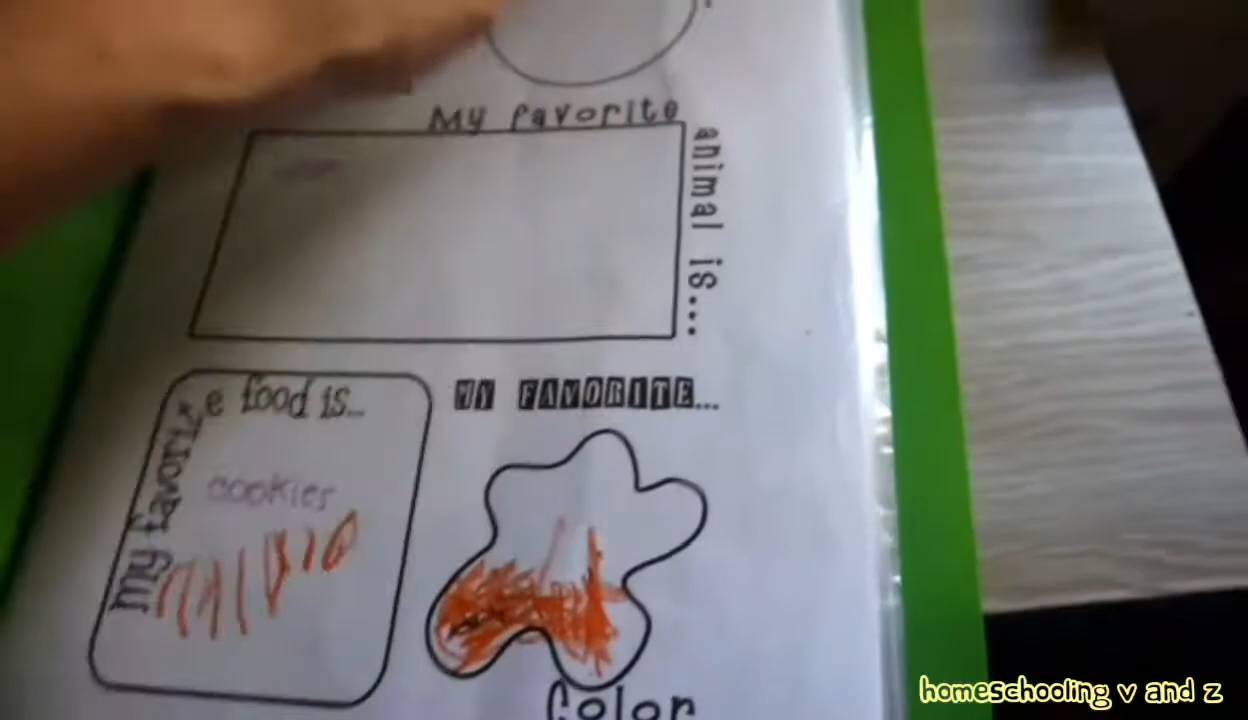 My favorite
animal is...
My favorite food is...
cookies
MY FAVORITE...
Color
homeschooling v and z